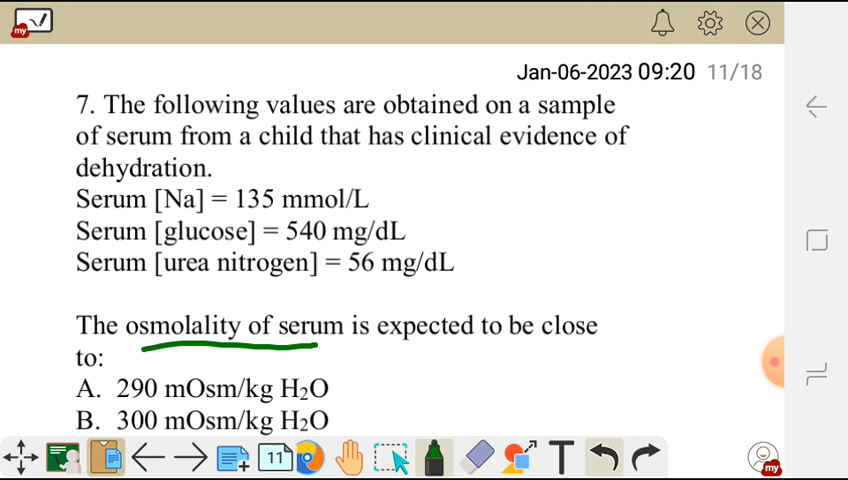 my
Jan-06-2023 09:20 11/18
7. The following values are obtained on a sample
of serum from a child that has clinical evidence of
dehydration.
Serum [Na] = 135 mmol/L
Serum [glucose] = 540 mg/dL
Serum [urea nitrogen] = 56 mg/dL
The osmolality of serum is expected to be close
to:
A. 290 mOsm/kg H₂O
B. 300 mOsm/kg H₂O
11
T
my